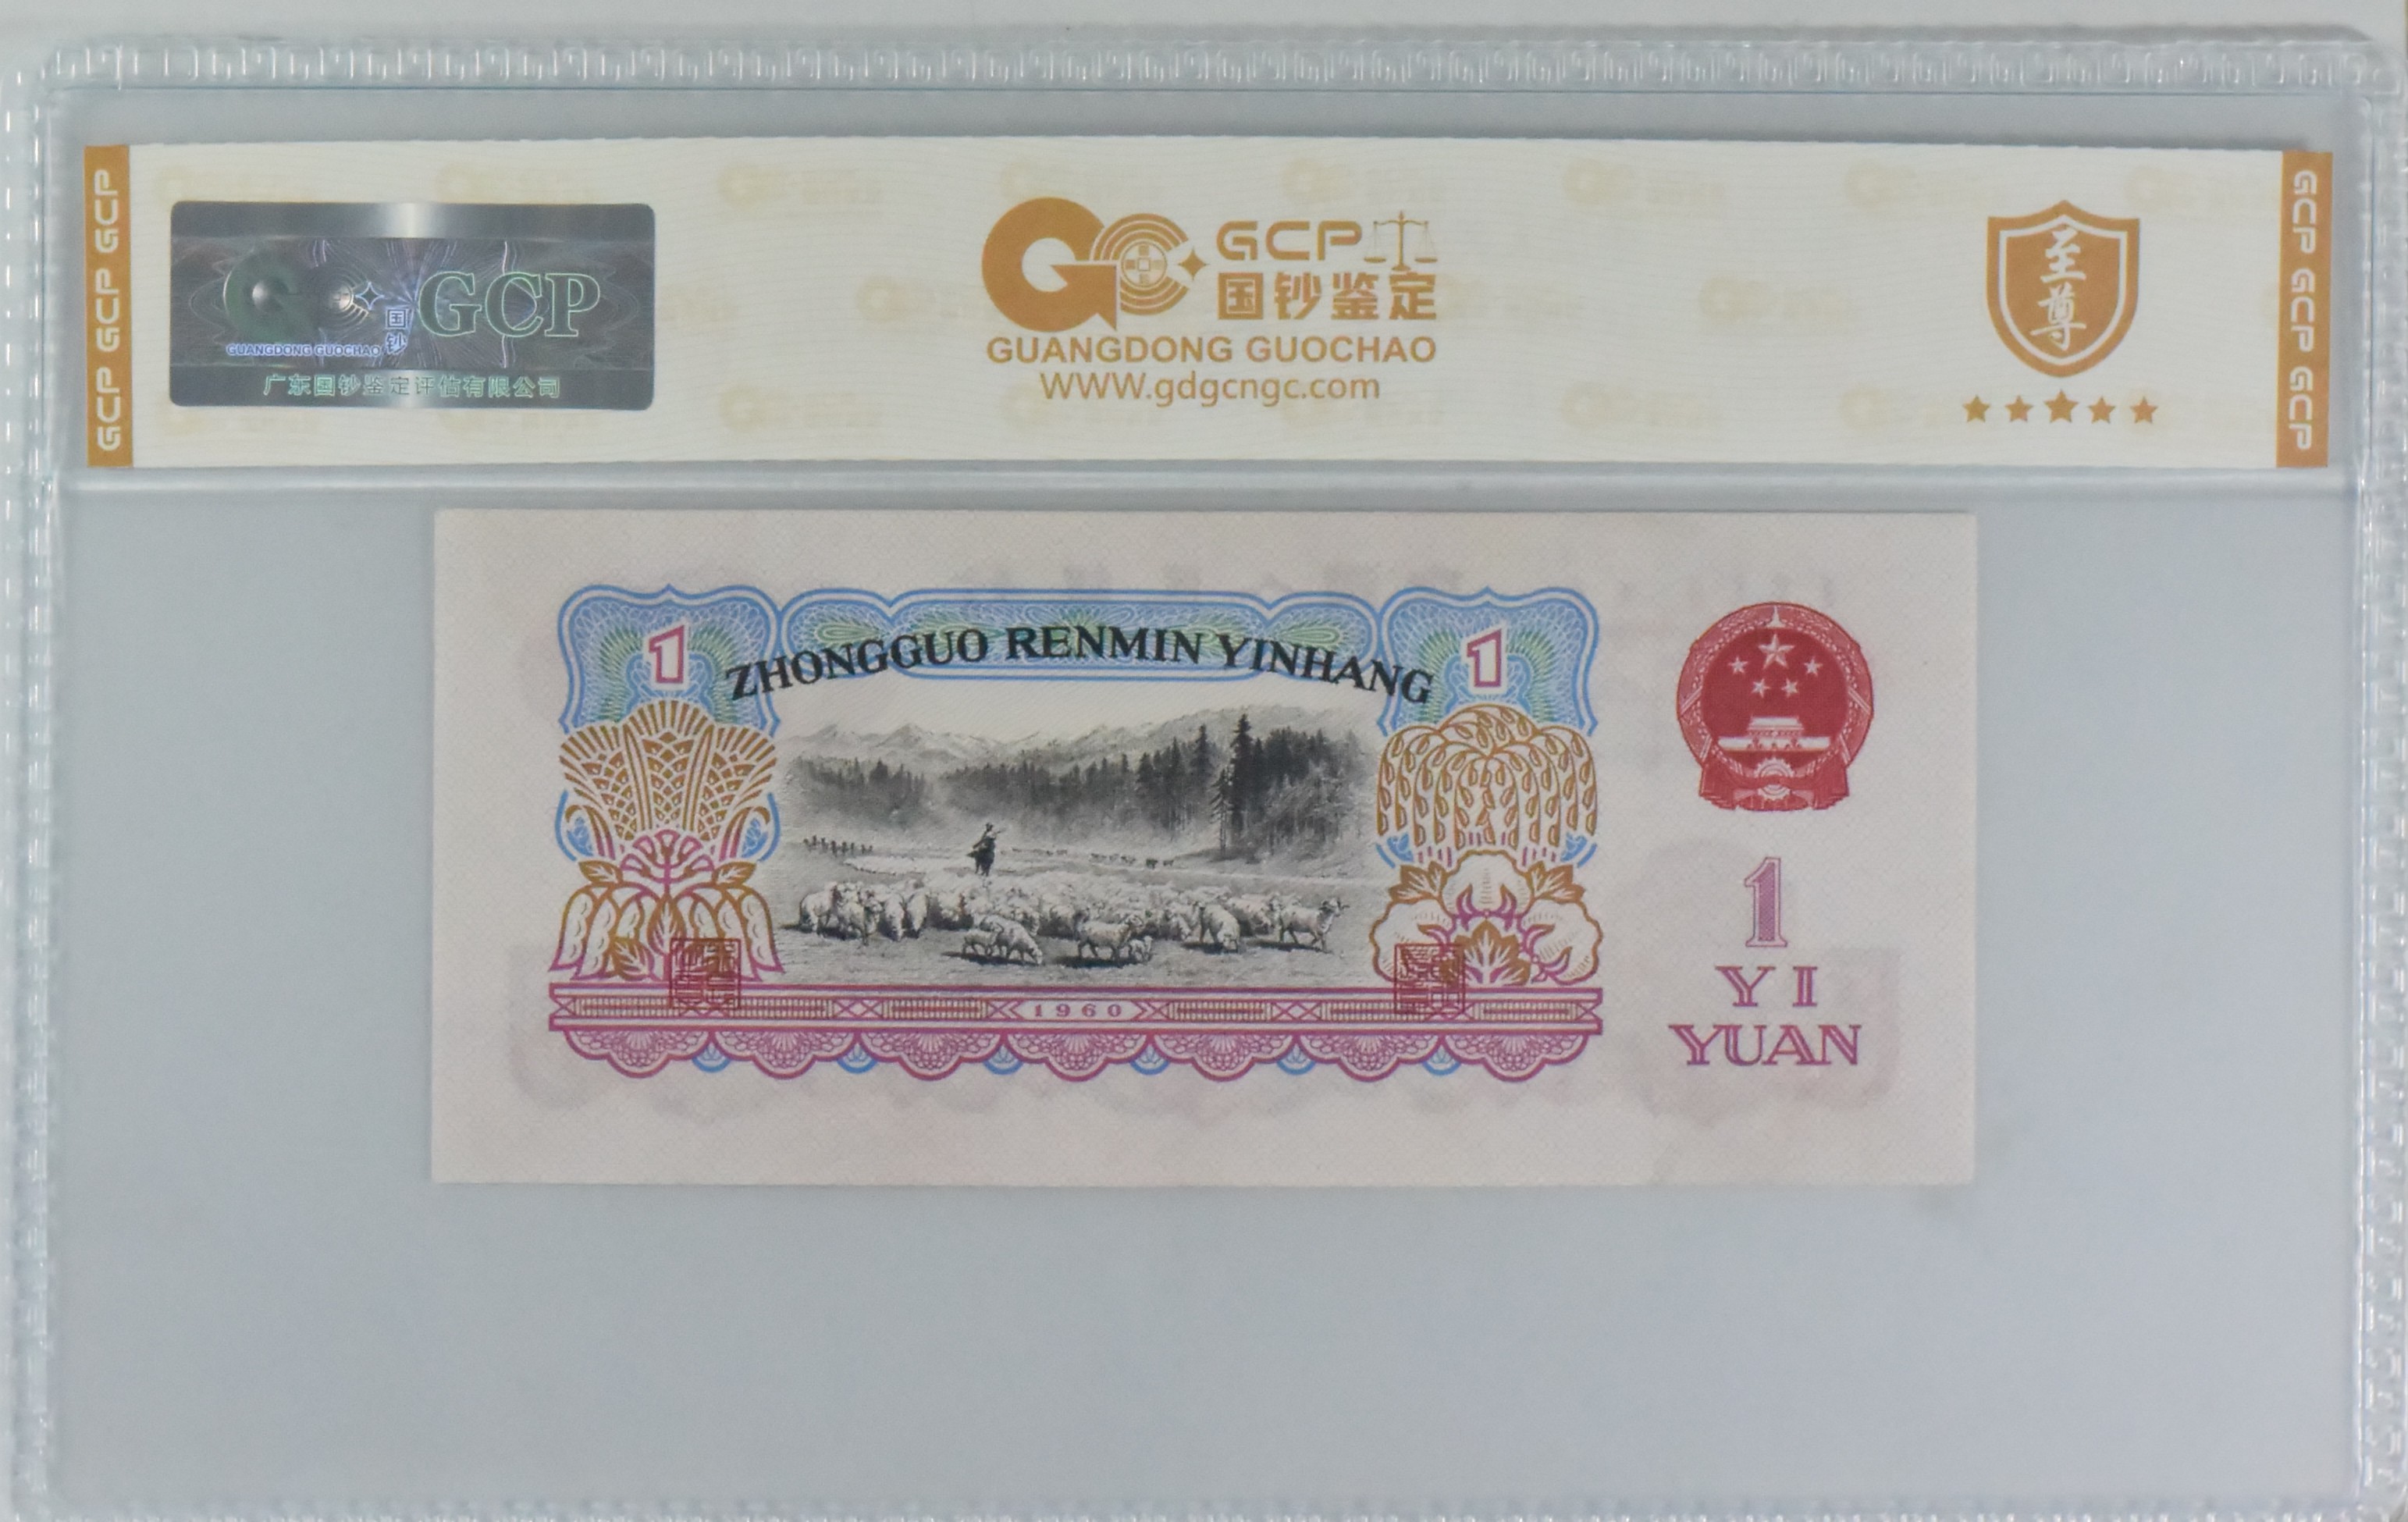 GCP GCP GCP
GCP
国钞
GUANGDONG GUOCHAO
广东国钞鉴定评估有限公司
GCP
国钞鉴定
GUANGDONG GUOCHAO
WWW.gdgcngc.com
至尊
GCP GCP GCP
1
ZHONGGUO RENMIN YINHANG
1
1960
1
YI
YUAN